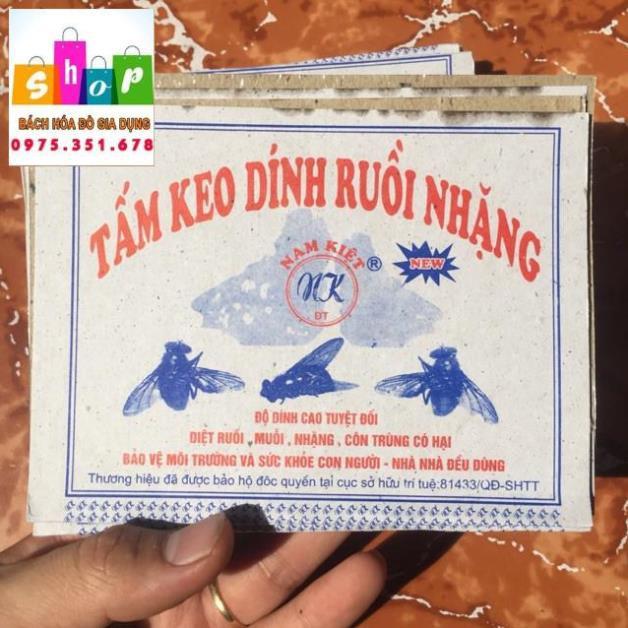 shop
BÁCH HÓA ĐỒ GIA DỤNG
0975.351.678
TẤM KEO DÍNH RUỒI NHẶNG
NAM KIỆT
®
NEW
NK
ĐT
ĐỘ DÍNH CAO TUYỆT ĐỐI
DIỆT RUỒI , MUỖI , NHẶNG , CÔN TRÙNG CÓ HẠI
BẢO VỆ MÔI TRƯỜNG VÀ SỨC KHỎE CON NGƯỜI - NHÀ NHÀ ĐỀU DÙNG
Thương hiệu đã được bảo hộ đôc quyền tại cục sở hữu trí tuệ:81433/QĐ-SHTT